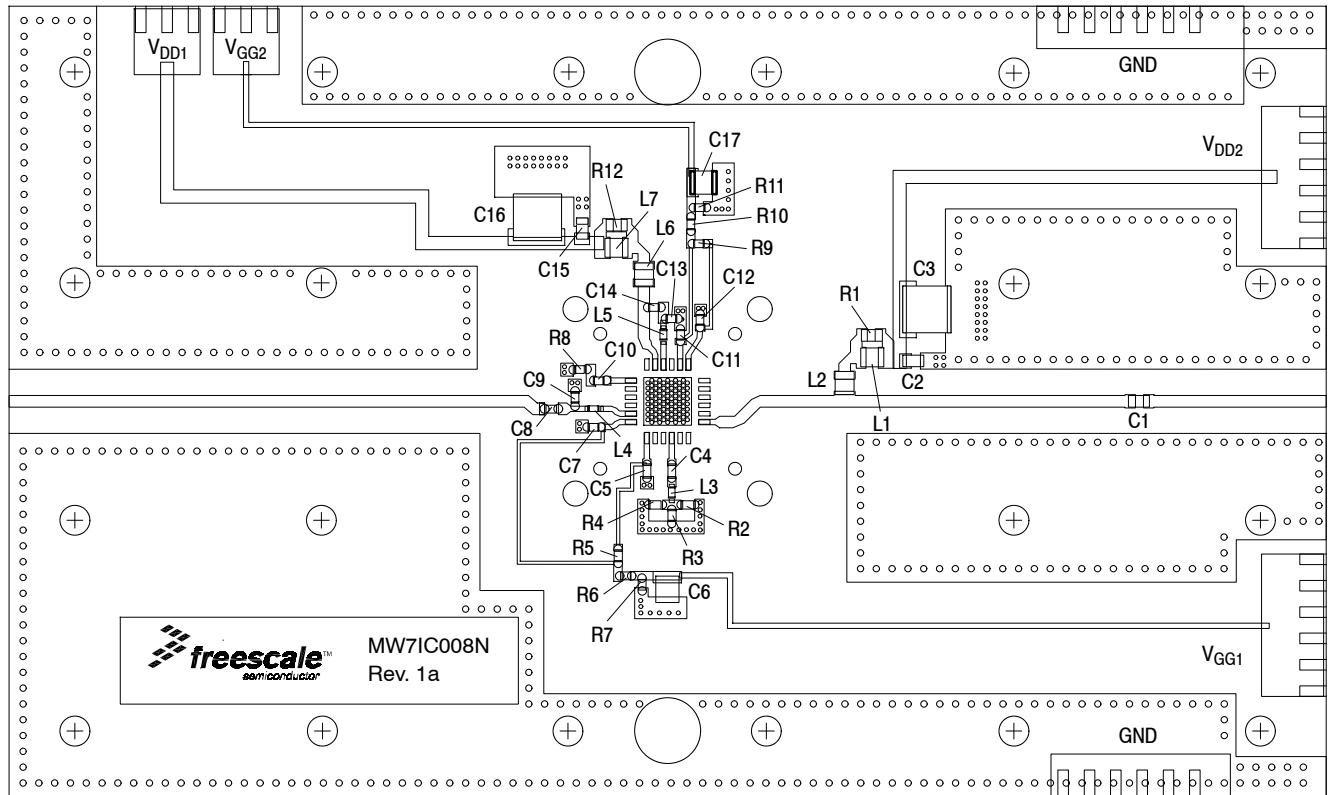 VDD1
VGG2
GND
VDD2
C17
R12
R11
L7
R10
C16
L6
R9
C15
C13
C12
C3
C14
R1
L5
R8
C10
C11
C9
L2
C2
C8
L1
C1
L4
C7
C4
C5
L3
R4
R2
R3
R5
R6
C6
R7
freescale™
semiconductor
MW7IC008N
Rev. 1a
VGG1
GND